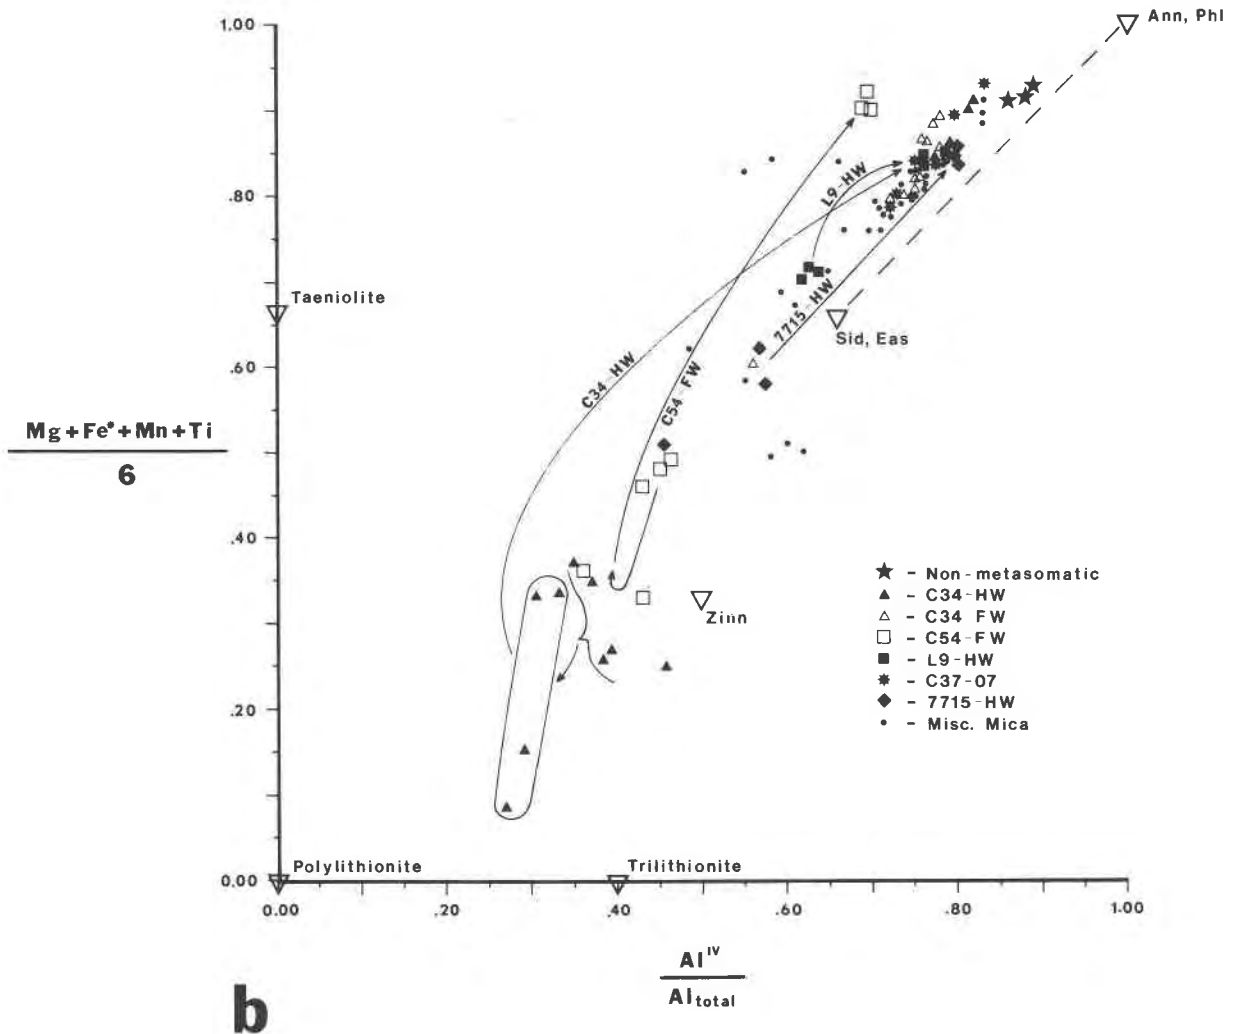 1.00
Ann, Phl
.80
L9-HW
Taeniolite
7715-HW
Sid, Eas
.60
C34-HW
C54-FW
Mg+Fe*+Mn+Ti
6
.40
Zinn
★ - Non-metasomatic
▲ - C34-HW
△ - C34 FW
□ - C54-FW
■ - L9-HW
✸ - C37-07
◆ - 7715-HW
• - Misc. Mica
.20
Polylithionite
Trilithionite
0.00
0.00 .20 .40 .60 .80 1.00
Al^IV
Al_total
b